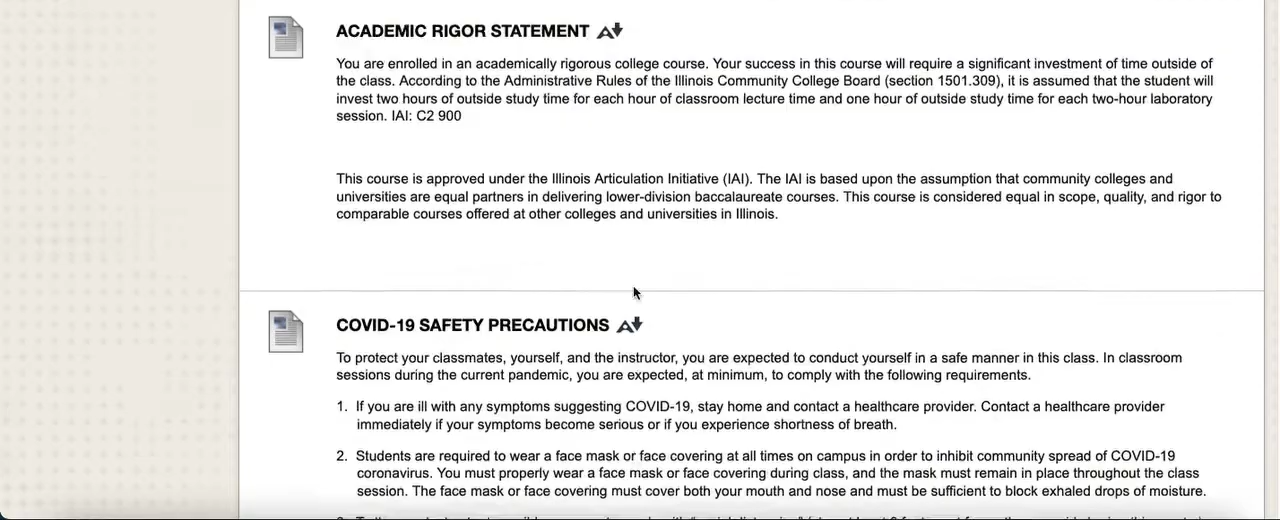 ACADEMIC RIGOR STATEMENT
You are enrolled in an academically rigorous college course. Your success in this course will require a significant investment of time outside of
the class. According to the Administrative Rules of the Illinois Community College Board (section 1501.309), it is assumed that the student will
invest two hours of outside study time for each hour of classroom lecture time and one hour of outside study time for each two-hour laboratory
session. IAI: C2 900
This course is approved under the Illinois Articulation Initiative (IAI). The IAI is based upon the assumption that community colleges and
universities are equal partners in delivering lower-division baccalaureate courses. This course is considered equal in scope, quality, and rigor to
comparable courses offered at other colleges and universities in Illinois.
COVID-19 SAFETY PRECAUTIONS
To protect your classmates, yourself, and the instructor, you are expected to conduct yourself in a safe manner in this class. In classroom
sessions during the current pandemic, you are expected, at minimum, to comply with the following requirements.
1. If you are ill with any symptoms suggesting COVID-19, stay home and contact a healthcare provider. Contact a healthcare provider
immediately if your symptoms become serious or if you experience shortness of breath.
2. Students are required to wear a face mask or face covering at all times on campus in order to inhibit community spread of COVID-19
coronavirus. You must properly wear a face mask or face covering during class, and the mask must remain in place throughout the class
session. The face mask or face covering must cover both your mouth and nose and must be sufficient to block exhaled drops of moisture.